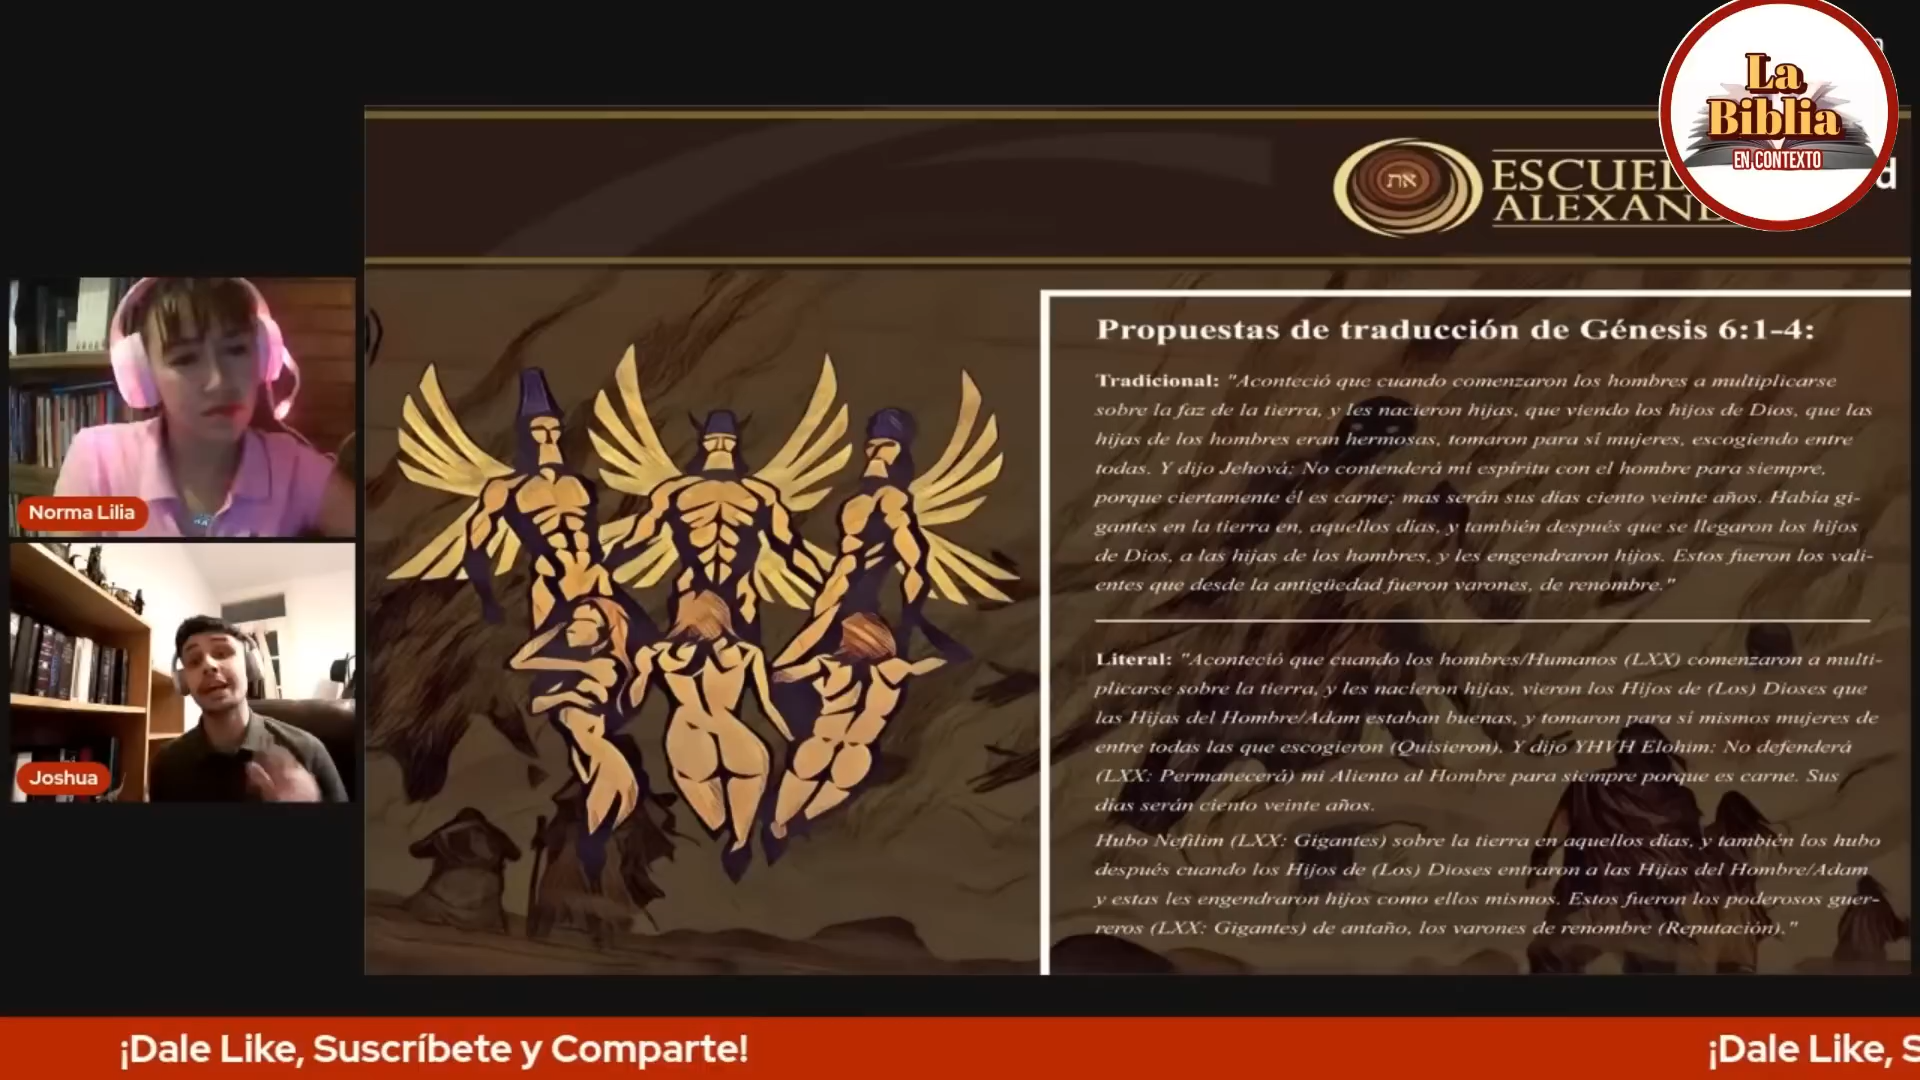 La
Biblia
EN CONTEXTO
את
ESCUEL
ALEXAN
d
Propuestas de traducción de Génesis 6:1-4:
Tradicional: "Aconteció que cuando comenzaron los hombres a multiplicarse
sobre la faz de la tierra, y les nacieron hijas, que viendo los hijos de Dios, que las
hijas de los hombres eran hermosas, tomaron para sí mujeres, escogiendo entre
todas. Y dijo Jehová: No contenderá mi espíritu con el hombre para siempre,
porque ciertamente él es carne; mas serán sus días ciento veinte años. Había gi-
gantes en la tierra en, aquellos días, y también después que se llegaron los hijos
de Dios, a las hijas de los hombres, y les engendraron hijos. Estos fueron los vali-
entes que desde la antigüedad fueron varones, de renombre."
Literal: "Aconteció que cuando los hombres/Humanos (LXX) comenzaron a multi-
plicarse sobre la tierra, y les nacieron hijas, vieron los Hijos de (Los) Dioses que
las Hijas del Hombre/Adam estaban buenas, y tomaron para sí mismos mujeres de
entre todas las que escogieron (Quisieron). Y dijo YHVH Elohim: No defenderá
(LXX: Permanecerá) mi Aliento al Hombre para siempre porque es carne. Sus
días serán ciento veinte años.
Hubo Nefilim (LXX: Gigantes) sobre la tierra en aquellos días, y también los hubo
después cuando los Hijos de (Los) Dioses entraron a las Hijas del Hombre/Adam
y estas les engendraron hijos como ellos mismos. Estos fueron los poderosos guer-
reros (LXX: Gigantes) de antaño, los varones de renombre (Reputación)."
Norma Lilia
Joshua
¡Dale Like, Suscríbete y Comparte!
¡Dale Like, S